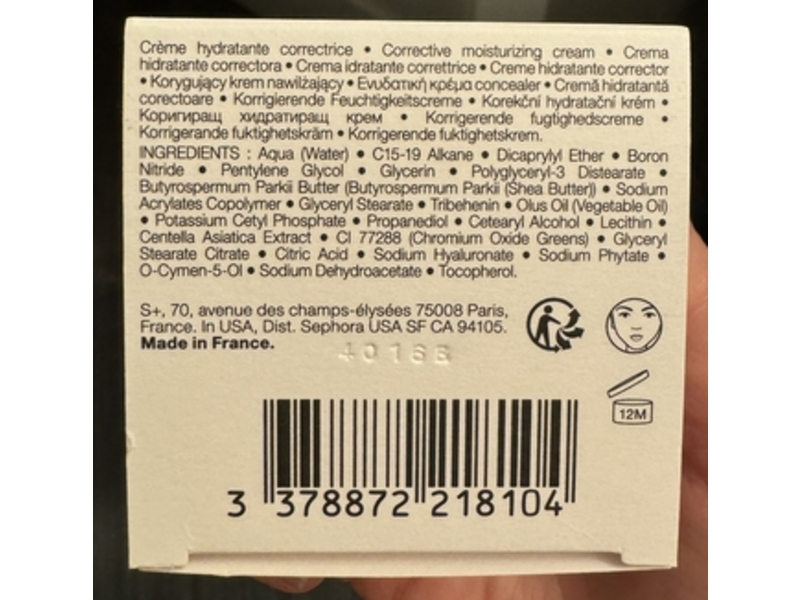 Crème hydratante correctrice • Corrective moisturizing cream • Crema
hidratante correctora • Crema idratante correttrice • Creme hidratante corrector
• Korygujący krem nawilżający • Ενυδατική κρέμα concealer • Cremă hidratantă
corectoare • Korrigierende Feuchtigkeitscreme • Korekční hydratační krém •
Коригиращ хидратиращ крем • Korrigerende fugtighedscreme •
Korrigerande fuktighetskräm • Korrigerende fuktighetskrem.
INGREDIENTS : Aqua (Water) • C15-19 Alkane • Dicaprylyl Ether • Boron
Nitride • Pentylene Glycol • Glycerin • Polyglyceryl-3 Distearate •
Butyrospermum Parkii Butter (Butyrospermum Parkii (Shea Butter)) • Sodium
Acrylates Copolymer • Glyceryl Stearate • Tribehenin • Olus Oil (Vegetable Oil)
• Potassium Cetyl Phosphate • Propanediol • Cetearyl Alcohol • Lecithin •
Centella Asiatica Extract • CI 77288 (Chromium Oxide Greens) • Glyceryl
Stearate Citrate • Citric Acid • Sodium Hyaluronate • Sodium Phytate •
O-Cymen-5-Ol • Sodium Dehydroacetate • Tocopherol.
S+, 70, avenue des champs-élysées 75008 Paris,
France. In USA, Dist. Sephora USA SF CA 94105.
Made in France.
4016E
12M
3 378872 218104